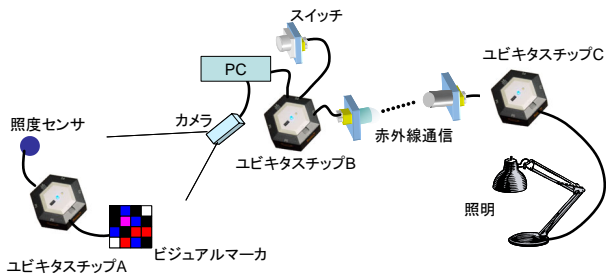 スイッチ
PC
ユビキタスチップC
カメラ
照度センサ
赤外線通信
ユビキタスチップB
照明
ビジュアルマーカ
ユビキタスチップA